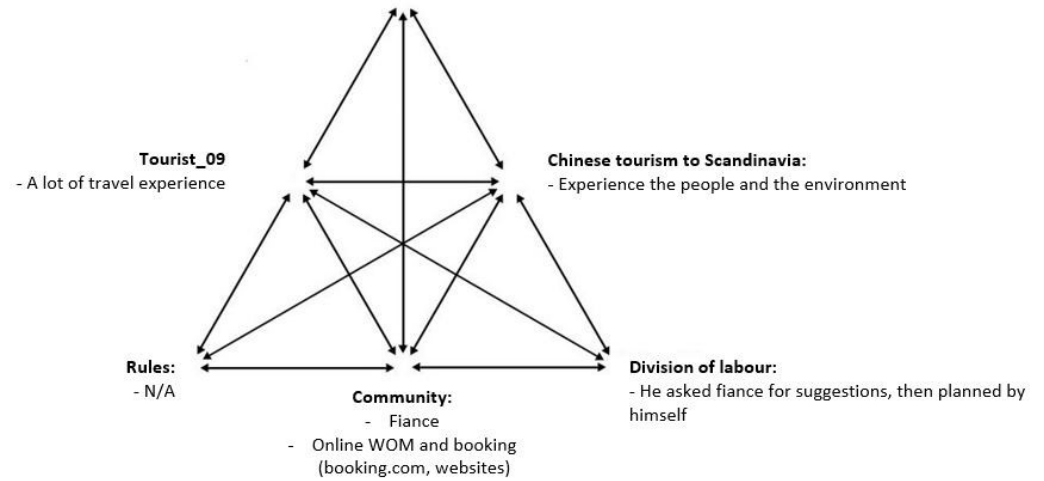 Tourist_09
- A lot of travel experience
Chinese tourism to Scandinavia:
- Experience the people and the environment
Rules:
- N/A
Community:
- Fiance
- Online WOM and booking
(booking.com, websites)
Division of labour:
- He asked fiance for suggestions, then planned by
himself